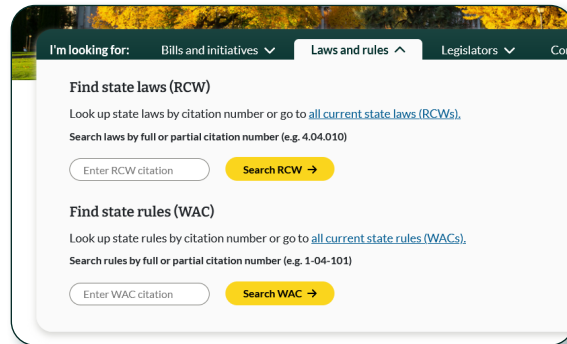 I'm looking for: Bills and initiatives Laws and rules Legislators
Find state laws (RCW)
Look up state laws by citation number or go to all current state laws (RCWs).
Search laws by full or partial citation number (e.g. 4.04.010)
Enter RCW citation Search RCW →
Find state rules (WAC)
Look up state rules by citation number or go to all current state rules (WACs).
Search rules by full or partial citation number (e.g. 1-04-101)
Enter WAC citation Search WAC →